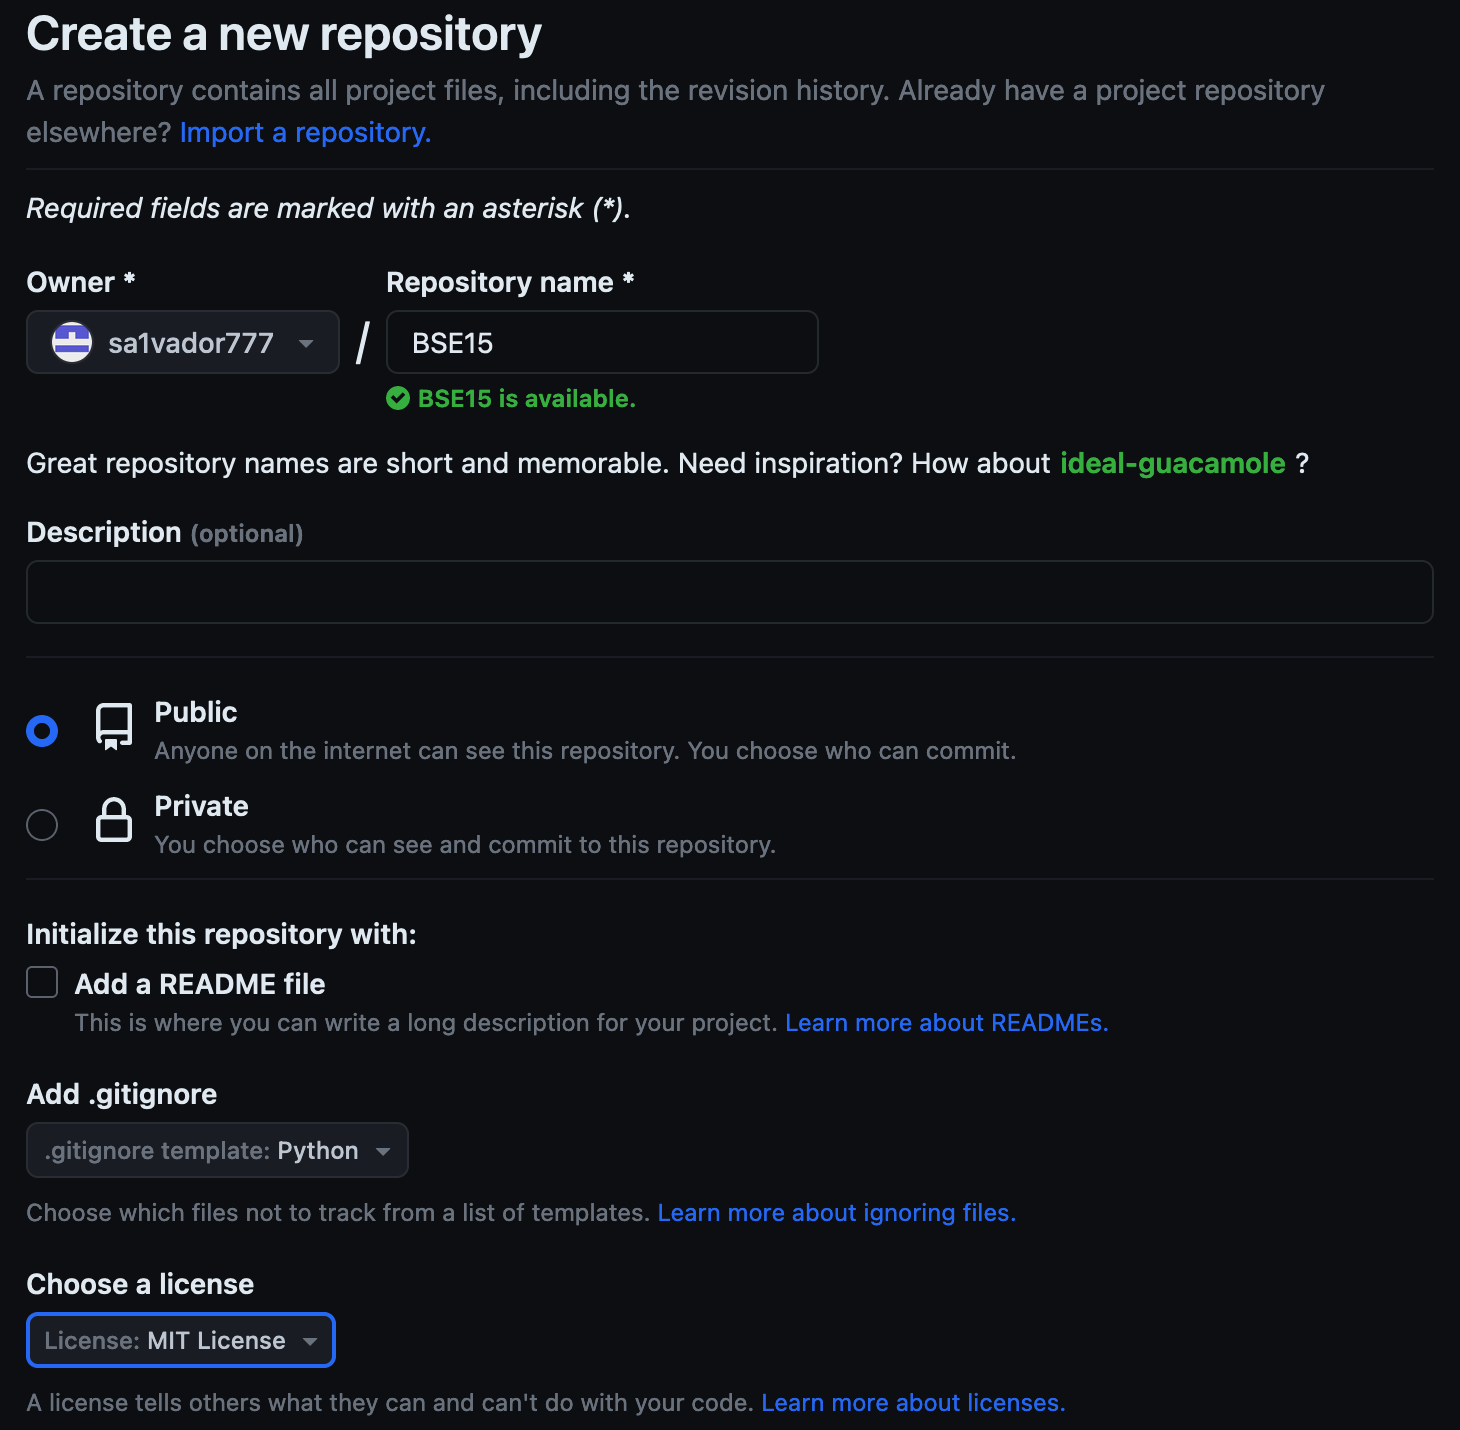 Create a new repository
A repository contains all project files, including the revision history. Already have a project repository
elsewhere? Import a repository.
Required fields are marked with an asterisk (*).
Owner *
Repository name *
sa1vador777
/
BSE15
BSE15 is available.
Great repository names are short and memorable. Need inspiration? How about ideal-guacamole ?
Description (optional)
Public
Anyone on the internet can see this repository. You choose who can commit.
Private
You choose who can see and commit to this repository.
Initialize this repository with:
Add a README file
This is where you can write a long description for your project. Learn more about READMEs.
Add .gitignore
.gitignore template: Python
Choose which files not to track from a list of templates. Learn more about ignoring files.
Choose a license
License: MIT License
A license tells others what they can and can't do with your code. Learn more about licenses.